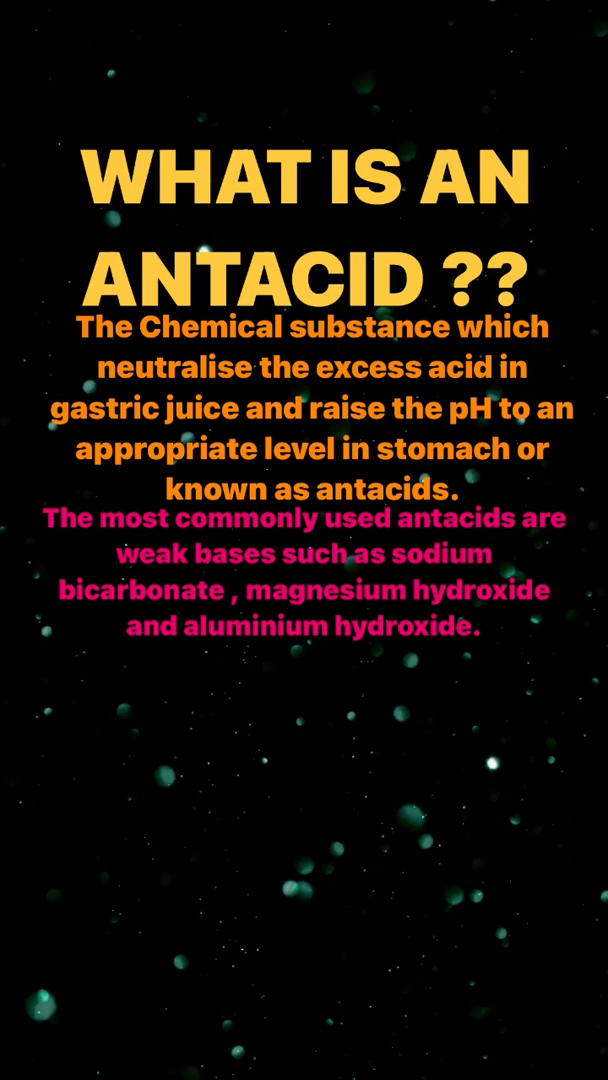 WHAT IS AN
ANTACID ??
The Chemical substance which
neutralise the excess acid in
gastric juice and raise the pH to an
appropriate level in stomach or
known as antacids.
The most commonly used antacids are
weak bases such as sodium
bicarbonate , magnesium hydroxide
and aluminium hydroxide.